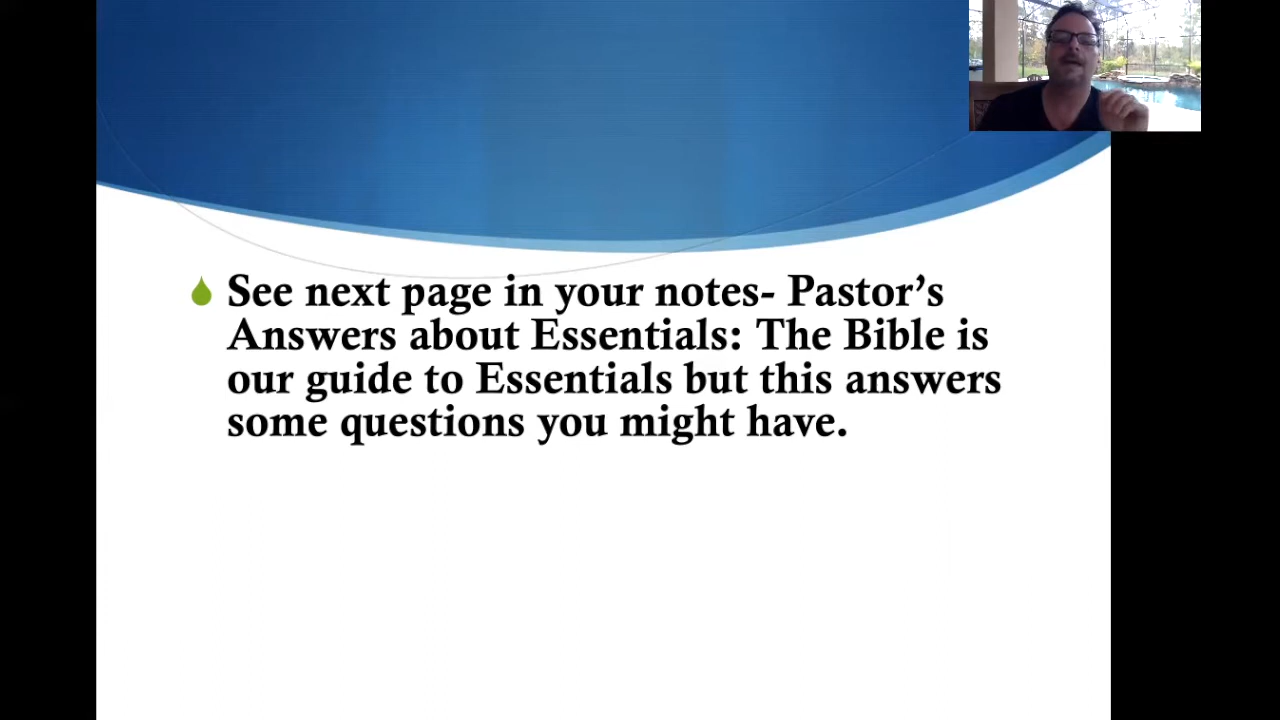 See next page in your notes- Pastor’s
Answers about Essentials: The Bible is
our guide to Essentials but this answers
some questions you might have.